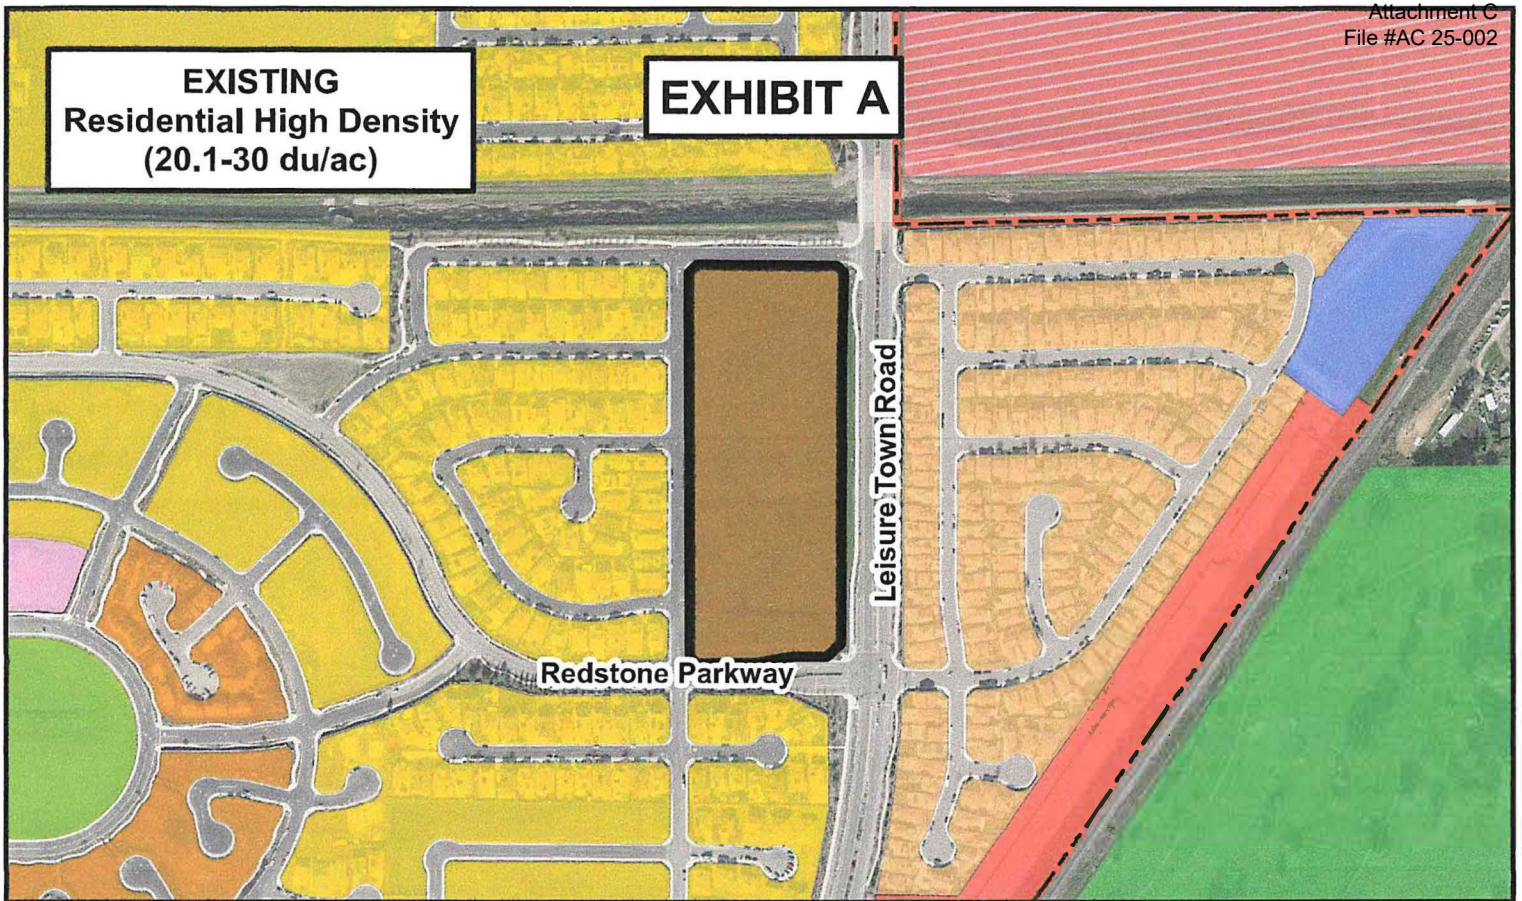 Attachment C
File #AC 25-002
EXISTING
Residential High Density
(20.1-30 du/ac)
EXHIBIT A
Leisure Town Road
Redstone Parkway